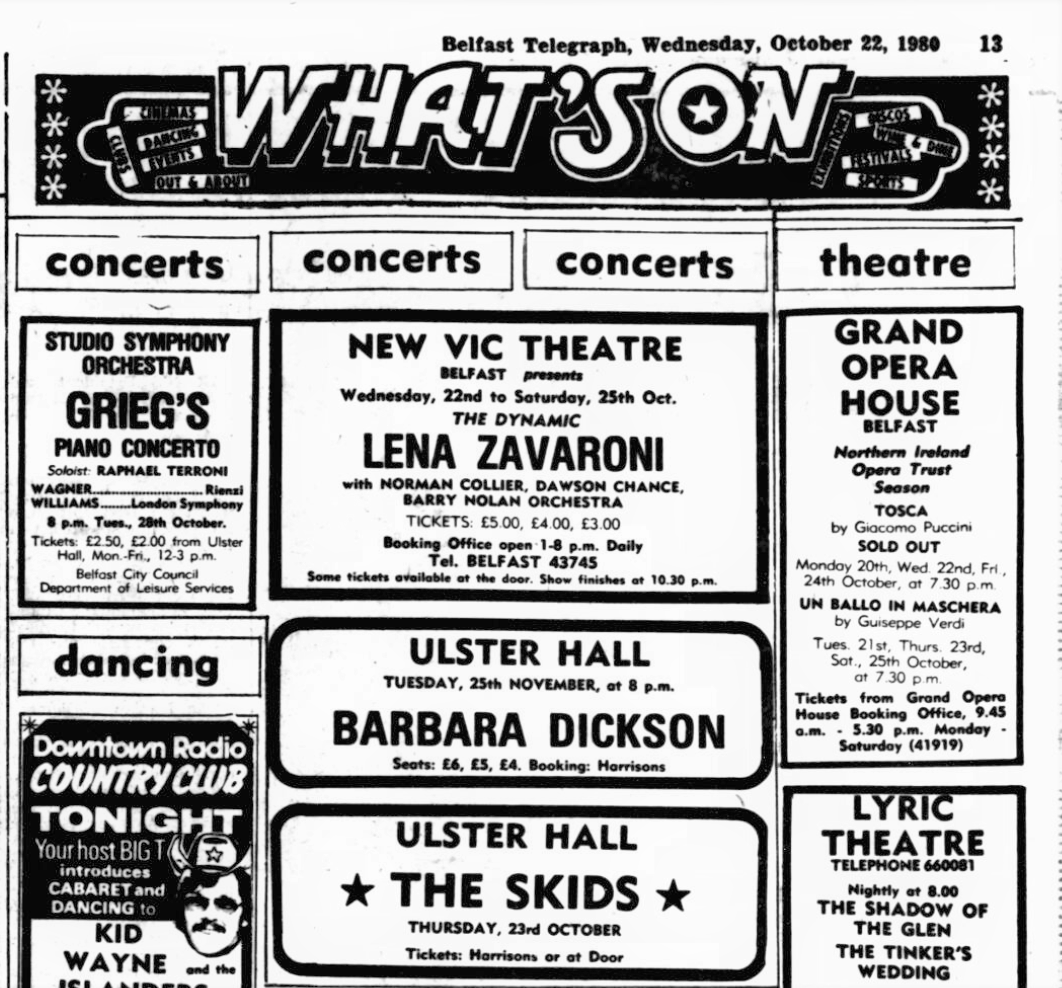 Belfast Telegraph, Wednesday, October 22, 1980 13
WHAT'S ON
CINEMAS
CLUBS
DANCING
EVENTS
OUT & ABOUT
EXHIBITIONS
DISCOS
WINE & DINE
FESTIVALS
SPORTS
concerts
STUDIO SYMPHONY
ORCHESTRA
GRIEG'S
PIANO CONCERTO
Soloist: RAPHAEL TERRONI
WAGNER..............................Rienzi
WILLIAMS........London Symphony
8 p.m. Tues., 28th October.
Tickets: £2.50, £2.00 from Ulster
Hall, Mon.-Fri., 12-3 p.m.
Belfast City Council
Department of Leisure Services
dancing
Downtown Radio
COUNTRY CLUB
TONIGHT
Your host BIG T
introduces
CABARET and
DANCING to
KID
WAYNE and the
ISLANDERS
concerts
concerts
NEW VIC THEATRE
BELFAST presents
Wednesday, 22nd to Saturday, 25th Oct.
THE DYNAMIC
LENA ZAVARONI
with NORMAN COLLIER, DAWSON CHANCE,
BARRY NOLAN ORCHESTRA
TICKETS: £5.00, £4.00, £3.00
Booking Office open 1-8 p.m. Daily
Tel. BELFAST 43745
Some tickets available at the door. Show finishes at 10.30 p.m.
ULSTER HALL
TUESDAY, 25th NOVEMBER, at 8 p.m.
BARBARA DICKSON
Seats: £6, £5, £4. Booking: Harrisons
ULSTER HALL
★ THE SKIDS ★
THURSDAY, 23rd OCTOBER
Tickets: Harrisons or at Door
theatre
GRAND
OPERA
HOUSE
BELFAST
Northern Ireland
Opera Trust
Season
TOSCA
by Giacomo Puccini
SOLD OUT
Monday 20th, Wed. 22nd, Fri.,
24th October, at 7.30 p.m.
UN BALLO IN MASCHERA
by Guiseppe Verdi
Tues. 21st, Thurs. 23rd,
Sat., 25th October,
at 7.30 p.m.
Tickets from Grand Opera
House Booking Office, 9.45
a.m. - 5.30 p.m. Monday -
Saturday (41919)
LYRIC
THEATRE
TELEPHONE 660081
Nightly at 8.00
THE SHADOW OF
THE GLEN
THE TINKER'S
WEDDING